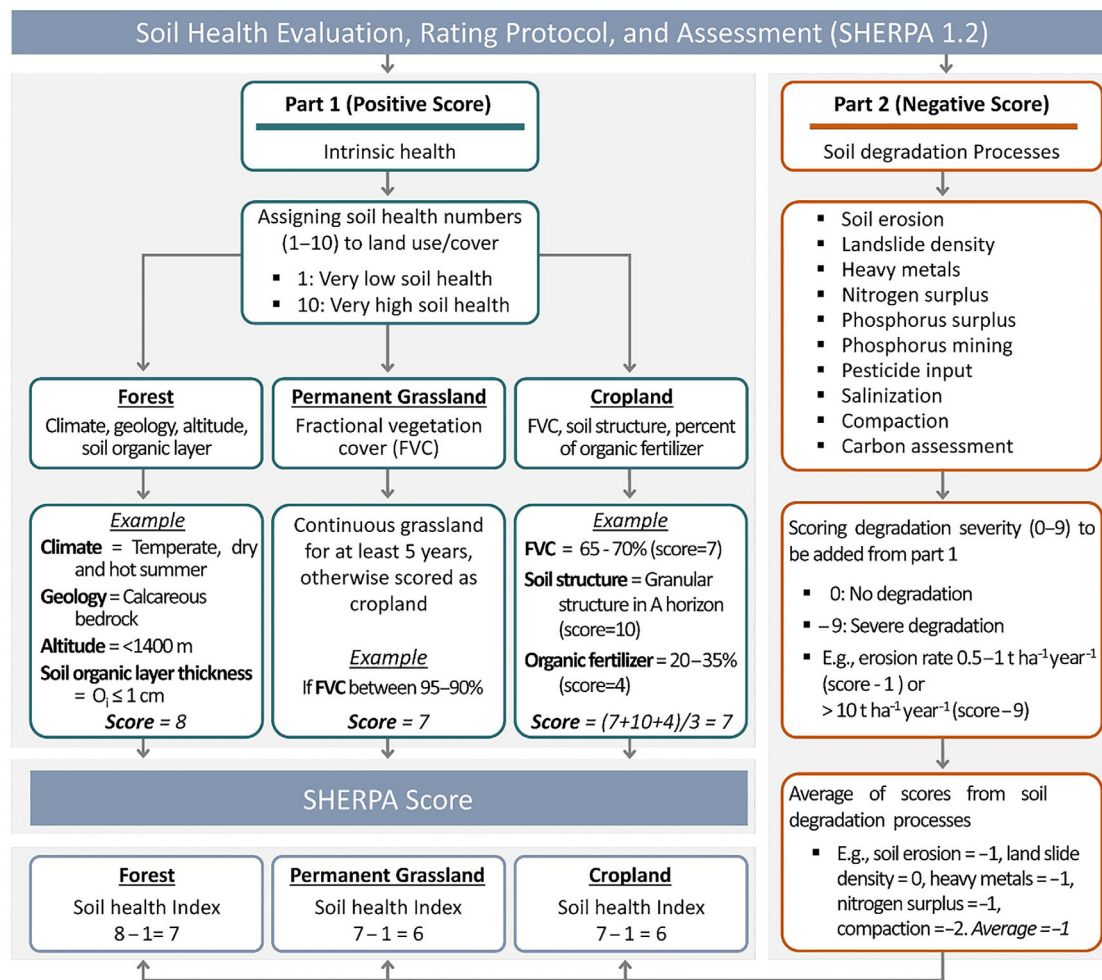 Soil Health Evaluation, Rating Protocol, and Assessment (SHERPA 1.2)
Part 1 (Positive Score)
Intrinsic health
Assigning soil health numbers
(1–10) to land use/cover
▪ 1: Very low soil health
▪ 10: Very high soil health
Forest
Climate, geology, altitude,
soil organic layer
Permanent Grassland
Fractional vegetation
cover (FVC)
Cropland
FVC, soil structure, percent
of organic fertilizer
Example
Climate = Temperate, dry
and hot summer
Geology = Calcareous
bedrock
Altitude = <1400 m
Soil organic layer thickness
= Oi ≤ 1 cm
Score = 8
Continuous grassland
for at least 5 years,
otherwise scored as
cropland
Example
If FVC between 95–90%
Score = 7
Example
FVC = 65 - 70% (score=7)
Soil structure = Granular
structure in A horizon
(score=10)
Organic fertilizer = 20–35%
(score=4)
Score = (7+10+4)/3 = 7
SHERPA Score
Forest
Soil health Index
8 – 1= 7
Permanent Grassland
Soil health Index
7 – 1 = 6
Cropland
Soil health Index
7 – 1 = 6
Part 2 (Negative Score)
Soil degradation Processes
▪ Soil erosion
▪ Landslide density
▪ Heavy metals
▪ Nitrogen surplus
▪ Phosphorus surplus
▪ Phosphorus mining
▪ Pesticide input
▪ Salinization
▪ Compaction
▪ Carbon assessment
Scoring degradation severity (0–9) to
be added from part 1
▪ 0: No degradation
▪ –9: Severe degradation
▪ E.g., erosion rate 0.5–1 t ha⁻¹ year⁻¹
(score - 1) or
> 10 t ha⁻¹ year⁻¹ (score – 9)
Average of scores from soil
degradation processes
▪ E.g., soil erosion = –1, land slide
density = 0, heavy metals = –1,
nitrogen surplus =–1,
compaction =–2. Average =–1